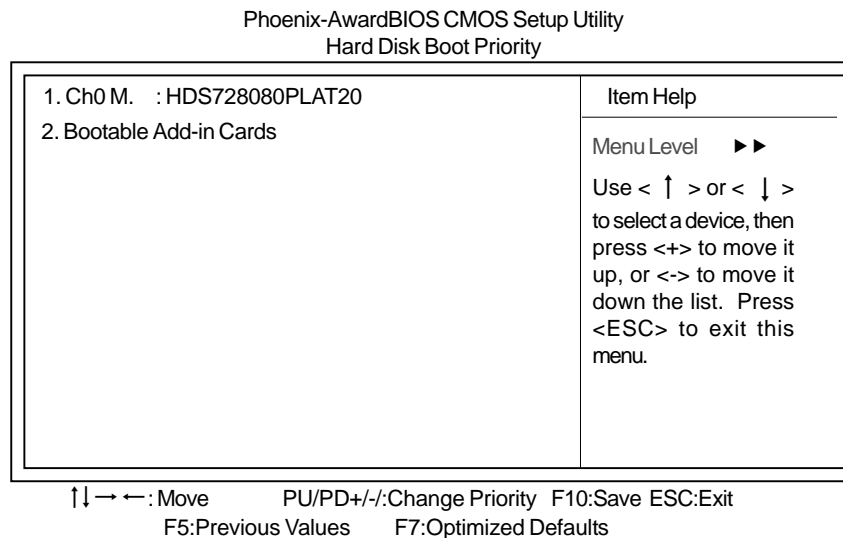 Phoenix-AwardBIOS CMOS Setup Utility
Hard Disk Boot Priority
1. Ch0 M. : HDS728080PLAT20
2. Bootable Add-in Cards
Item Help
Menu Level ►►
Use < ↑ > or < ↓ >
to select a device, then
press <+> to move it
up, or <-> to move it
down the list. Press
<ESC> to exit this
menu.
↑↓→←: Move PU/PD+/-/:Change Priority F10:Save ESC:Exit
F5:Previous Values F7:Optimized Defaults